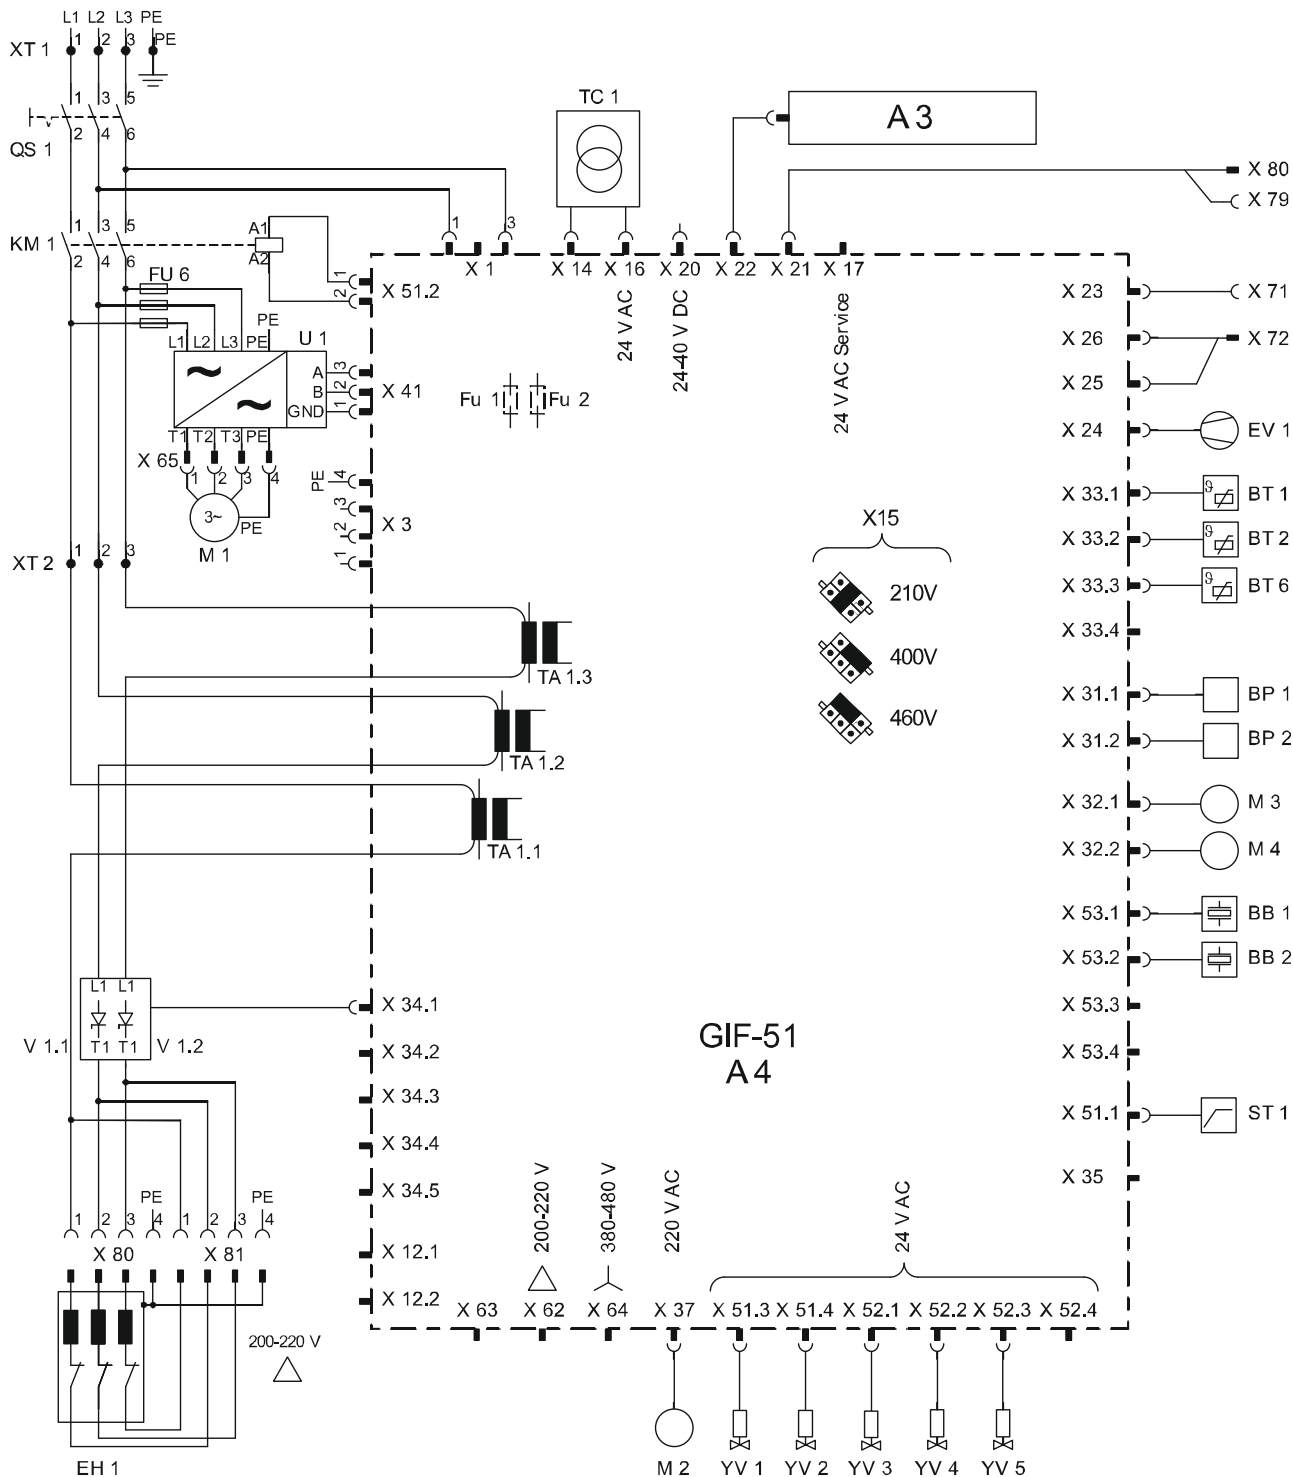 L1 L2 L3 PE
XT 1 1 2 3 PE
TC 1
A 3
1 3 5
QS 1 2 4 6
X 80
X 79
1 3 5 A1 1 3
KM 1 2 4 6 A2
X 1 X 14 X 16 X 20 X 22 X 21 X 17
FU 6
1
2
X 51.2
24 V AC
24-40 V DC
24 V AC Service
X 23 X 71
X 26 X 72
X 25
X 24 EV 1
PE
L1 L2 L3 PE U 1
A 3
B 2 X 41
GND 1
Fu 1 Fu 2
T1 T2 T3 PE
X 65 1 2 3 4
3~ PE
M 1
PE 4
3
2
1
X 3
X 33.1 ϑ BT 1
X 33.2 ϑ BT 2
X 33.3 ϑ BT 6
X 33.4
X15
210V
400V
460V
XT 2 1 2 3
TA 1.3
TA 1.2
TA 1.1
X 31.1 BP 1
X 31.2 BP 2
X 32.1 M 3
X 32.2 M 4
X 53.1 BB 1
X 53.2 BB 2
X 53.3
X 53.4
X 51.1 ST 1
X 35
L1 L1
V 1.1 T1 T1 V 1.2
X 34.1
X 34.2
X 34.3
X 34.4
X 34.5
X 12.1
X 12.2
GIF-51
A 4
PE PE
1 2 3 4 1 2 3 4
X 80 X 81
200-220 V
EH 1
200-220 V
380-480 V
220 V AC
24 V AC
X 63 X 62 X 64 X 37 X 51.3 X 51.4 X 52.1 X 52.2 X 52.3 X 52.4
M 2 YV 1 YV 2 YV 3 YV 4 YV 5